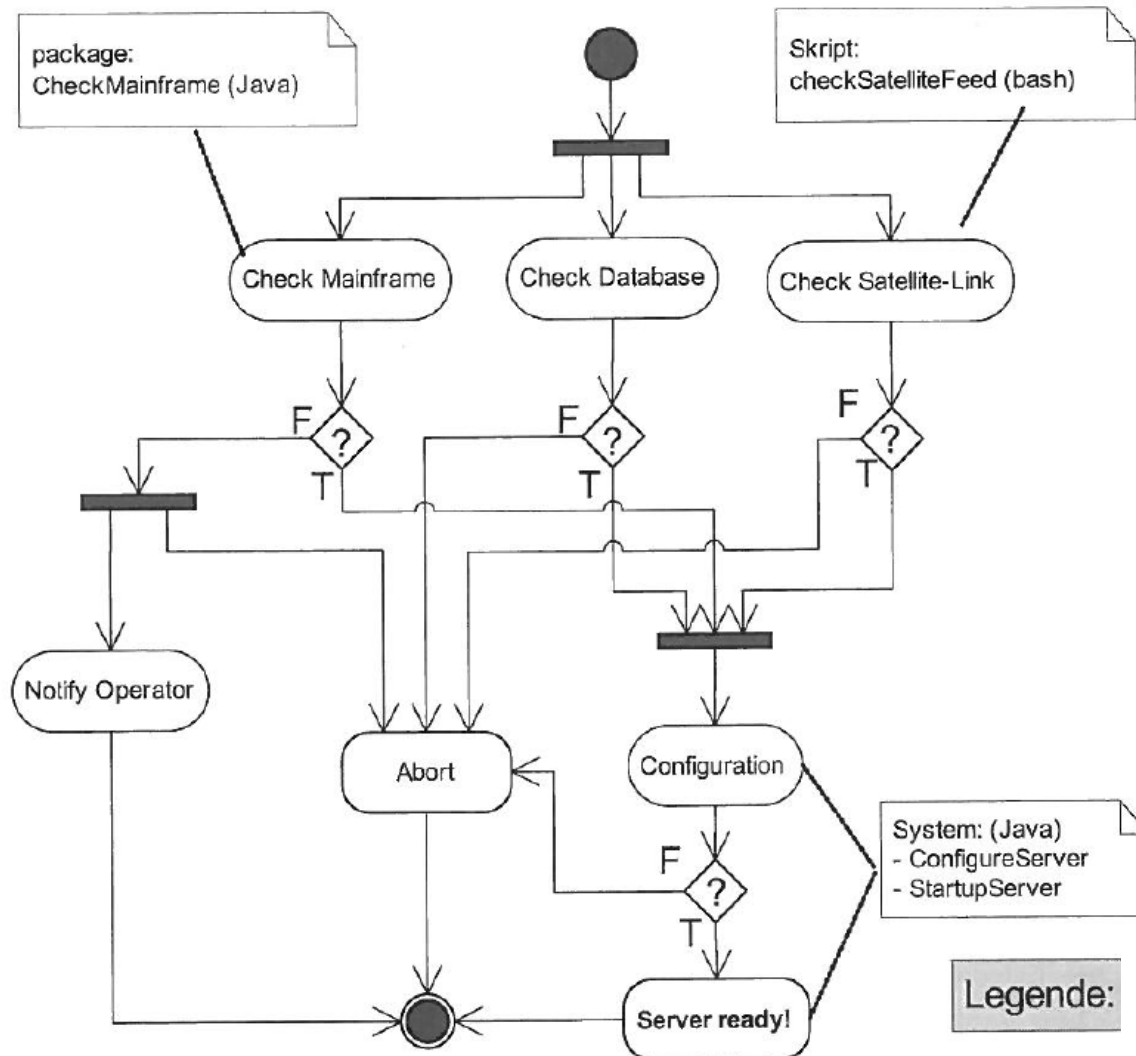 package:
CheckMainframe (Java)
Skript:
checkSatelliteFeed (bash)
Check Mainframe
Check Database
Check Satellite-Link
F
?
T
F
?
T
F
?
T
Notify Operator
Abort
Configuration
System: (Java)
- ConfigureServer
- StartupServer
F
?
T
Server ready!
Legende: